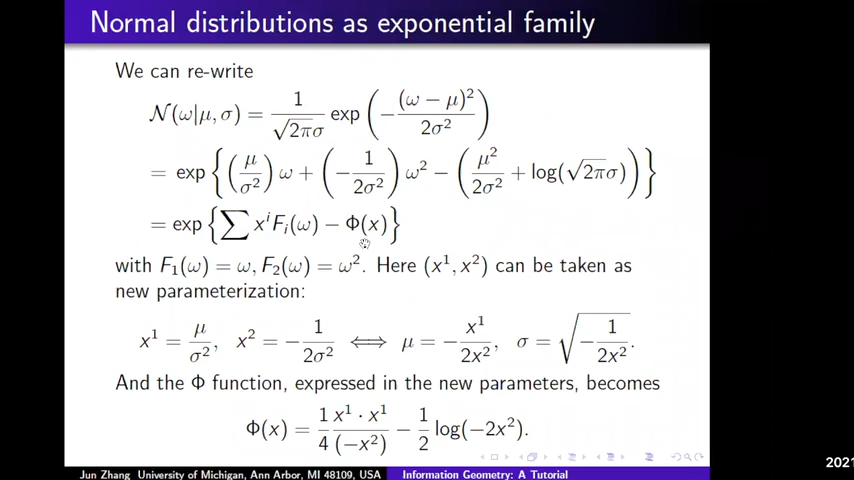 Normal distributions as exponential family
We can re-write
𝒩(ω|μ, σ) = 1/(√2π σ) exp (−(ω − μ)²/(2σ²))
= exp {(μ/σ²) ω + (−1/(2σ²)) ω² − (μ²/(2σ²) + log(√2π σ))}
= exp {∑ xⁱFᵢ(ω) − Φ(x)}
with F₁(ω) = ω, F₂(ω) = ω². Here (x¹, x²) can be taken as
new parameterization:
x¹ = μ/σ², x² = −1/(2σ²) ⟺ μ = −x¹/(2x²), σ = √(−1/(2x²)).
And the Φ function, expressed in the new parameters, becomes
Φ(x) = 1/4 x¹ · x¹/(−x²) − 1/2 log(−2x²).
Jun Zhang University of Michigan, Ann Arbor, MI 48109, USA Information Geometry: A Tutorial
2021